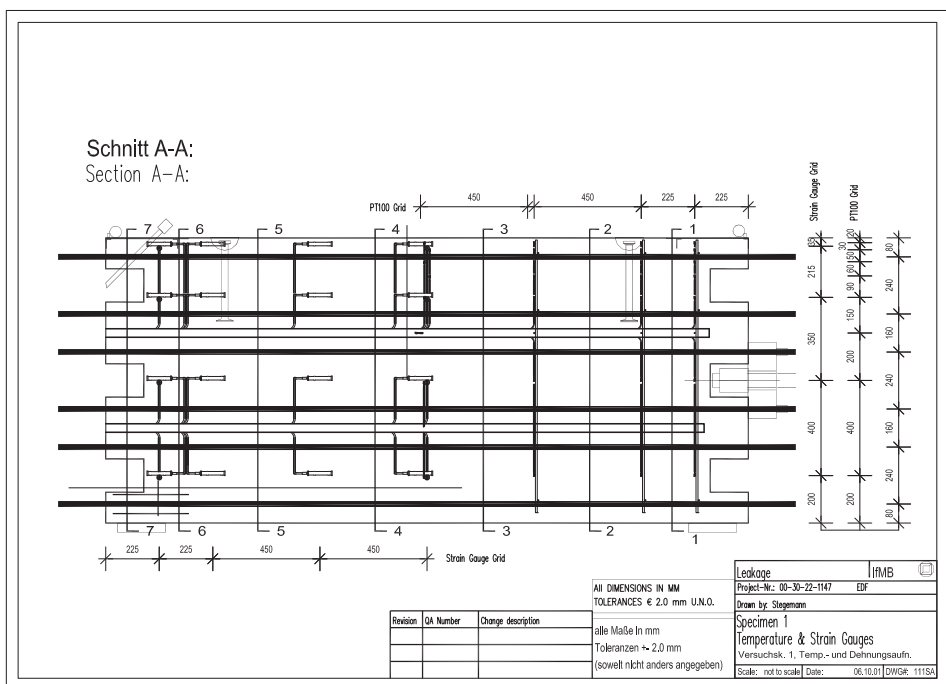 Schnitt A-A:
Section A-A:
PT100 Grid
450
450
225
225
Strain Gauge Grid
PT100 Grid
7
6
5
4
3
2
1
65
215
350
400
200
20
30
50
60
90
150
200
400
200
80
240
160
240
160
240
80
7
6
5
4
3
2
1
225
225
450
450
Strain Gauge Grid
All DIMENSIONS IN MM
TOLERANCES € 2.0 mm U.N.O.
alle Maße in mm
Toleranzen +- 2.0 mm
(soweit nicht anders angegeben)
Revision QA Number Change description
Leakage IfMB
Project-Nr.: 00-30-22-1147 EDF
Drawn by: Stegemann
Specimen 1
Temperature & Strain Gauges
Versuchsk. 1, Temp.- und Dehnungsaufn.
Scale: not to scale Date: 06.10.01 DWG#: 111SA